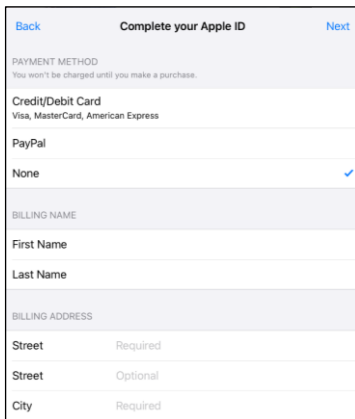 Back Complete your Apple ID Next
PAYMENT METHOD
You won't be charged until you make a purchase.
Credit/Debit Card
Visa, MasterCard, American Express
PayPal
None
BILLING NAME
First Name
Last Name
BILLING ADDRESS
Street Required
Street Optional
City Required